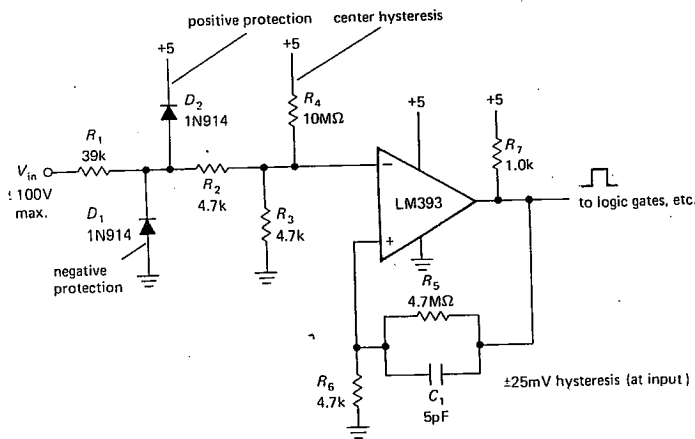 positive protection
center hysteresis
+5
+5
D2
1N914
R4
10MΩ
+5
+5
R1
39k
R7
1.0k
Vin
±100V
max.
R2
4.7k
−
LM393
to logic gates, etc.
D1
1N914
R3
4.7k
+
negative
protection
R5
4.7MΩ
R6
4.7k
C1
5pF
±25mV hysteresis (at input)